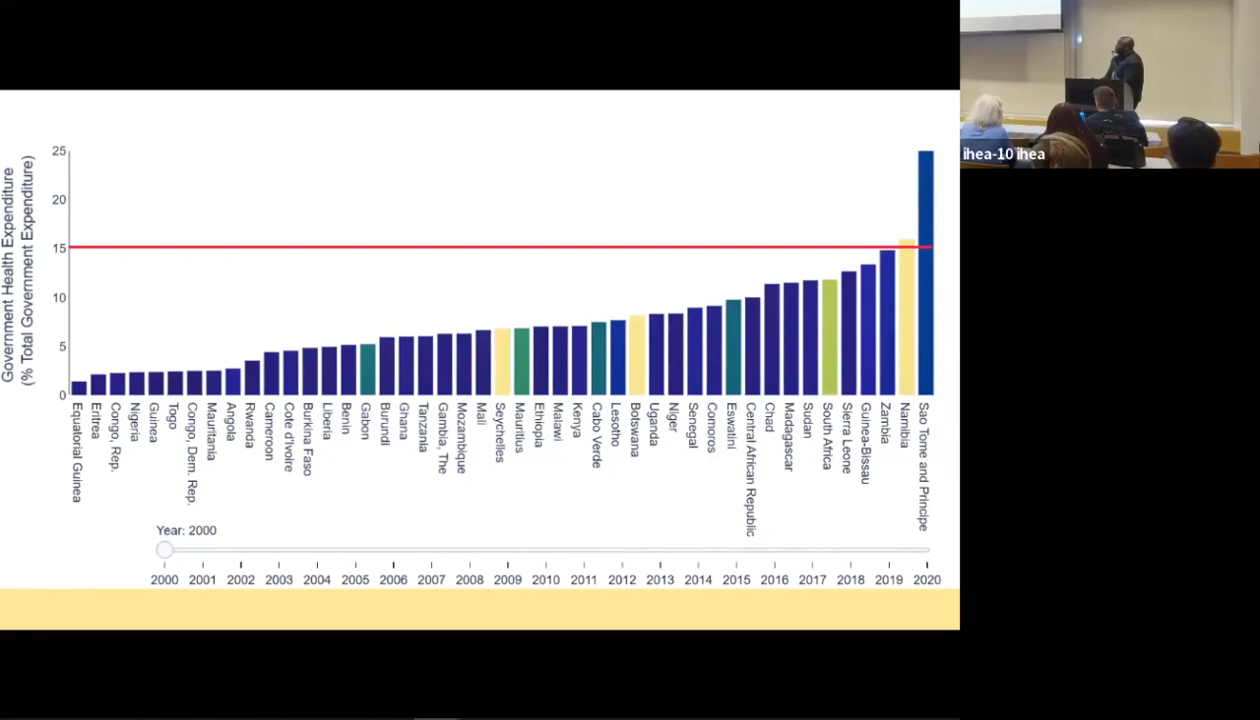 Government Health Expenditure
(% Total Government Expenditure)
25
20
15
10
5
0
Equatorial Guinea
Eritrea
Congo, Rep.
Nigeria
Guinea
Togo
Congo, Dem. Rep.
Mauritania
Angola
Rwanda
Cameroon
Cote d'Ivoire
Burkina Faso
Liberia
Benin
Gabon
Burundi
Ghana
Tanzania
Gambia, The
Mozambique
Mali
Seychelles
Mauritius
Ethiopia
Malawi
Kenya
Cabo Verde
Lesotho
Botswana
Uganda
Niger
Senegal
Comoros
Eswatini
Central African Republic
Chad
Madagascar
Sudan
South Africa
Sierra Leone
Guinea-Bissau
Zambia
Namibia
Sao Tome and Principe
Year: 2000
2000 2001 2002 2003 2004 2005 2006 2007 2008 2009 2010 2011 2012 2013 2014 2015 2016 2017 2018 2019 2020
ihea-10 ihea